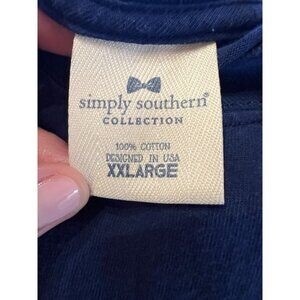 simply southern®
COLLECTION
100% COTTON
DESIGNED IN USA
XXLARGE